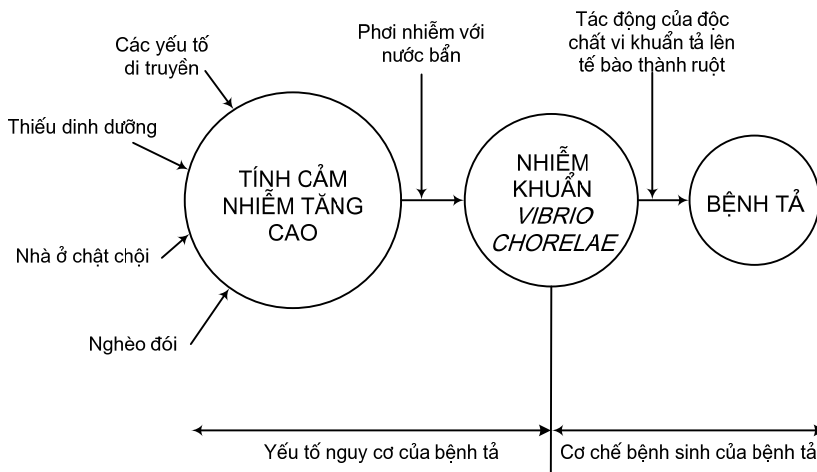 Các yếu tố
di truyền
Thiếu dinh dưỡng
Nhà ở chật chội
Nghèo đói
TÍNH CẢM
NHIỄM TĂNG
CAO
Phơi nhiễm với
nước bẩn
NHIỄM
KHUẨN
VIBRIO
CHORELAE
Tác động của độc
chất vi khuẩn tả lên
tế bào thành ruột
BỆNH TẢ
Yếu tố nguy cơ của bệnh tả
Cơ chế bệnh sinh của bệnh tả